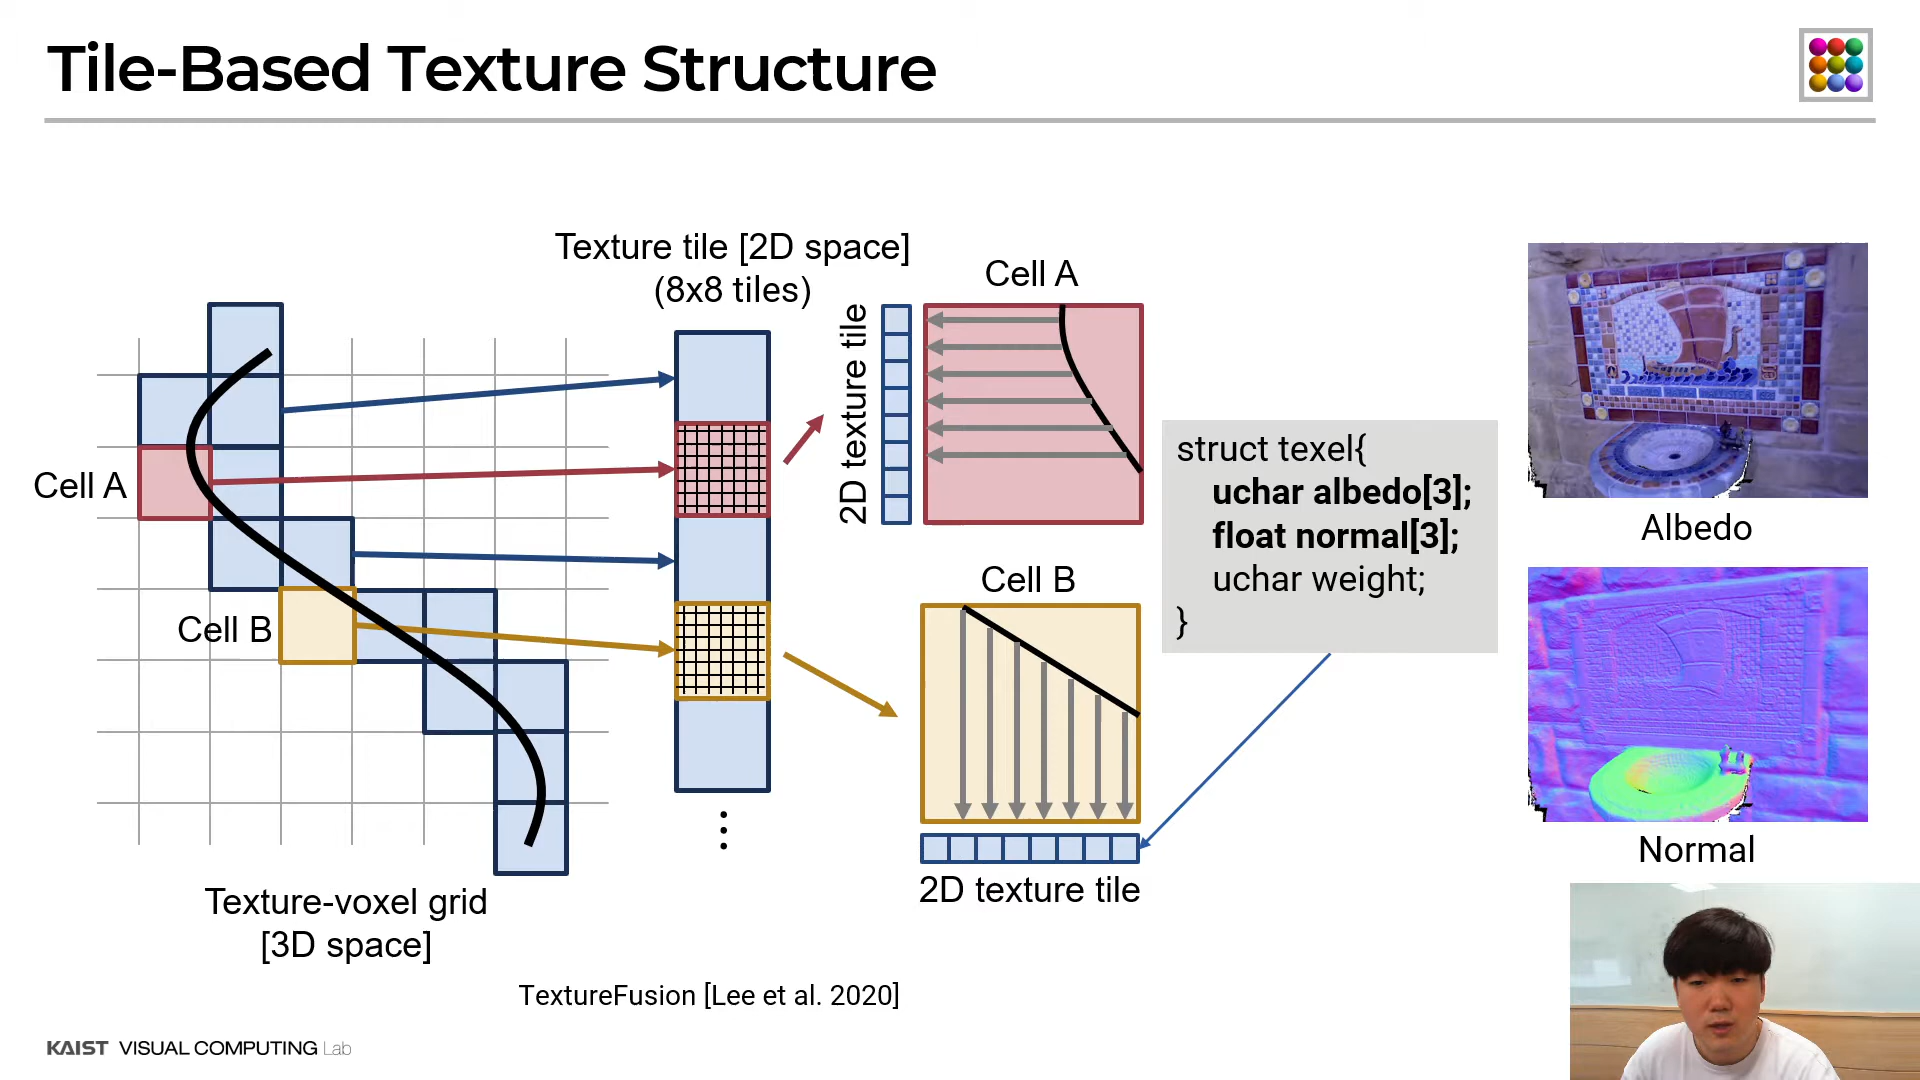 Tile-Based Texture Structure
Texture tile [2D space]
(8x8 tiles)
Cell A
Cell B
Texture-voxel grid
[3D space]
2D texture tile
Cell A
Cell B
2D texture tile
struct texel{
uchar albedo[3];
float normal[3];
uchar weight;
}
Albedo
Normal
TextureFusion [Lee et al. 2020]
KAIST VISUAL COMPUTING Lab